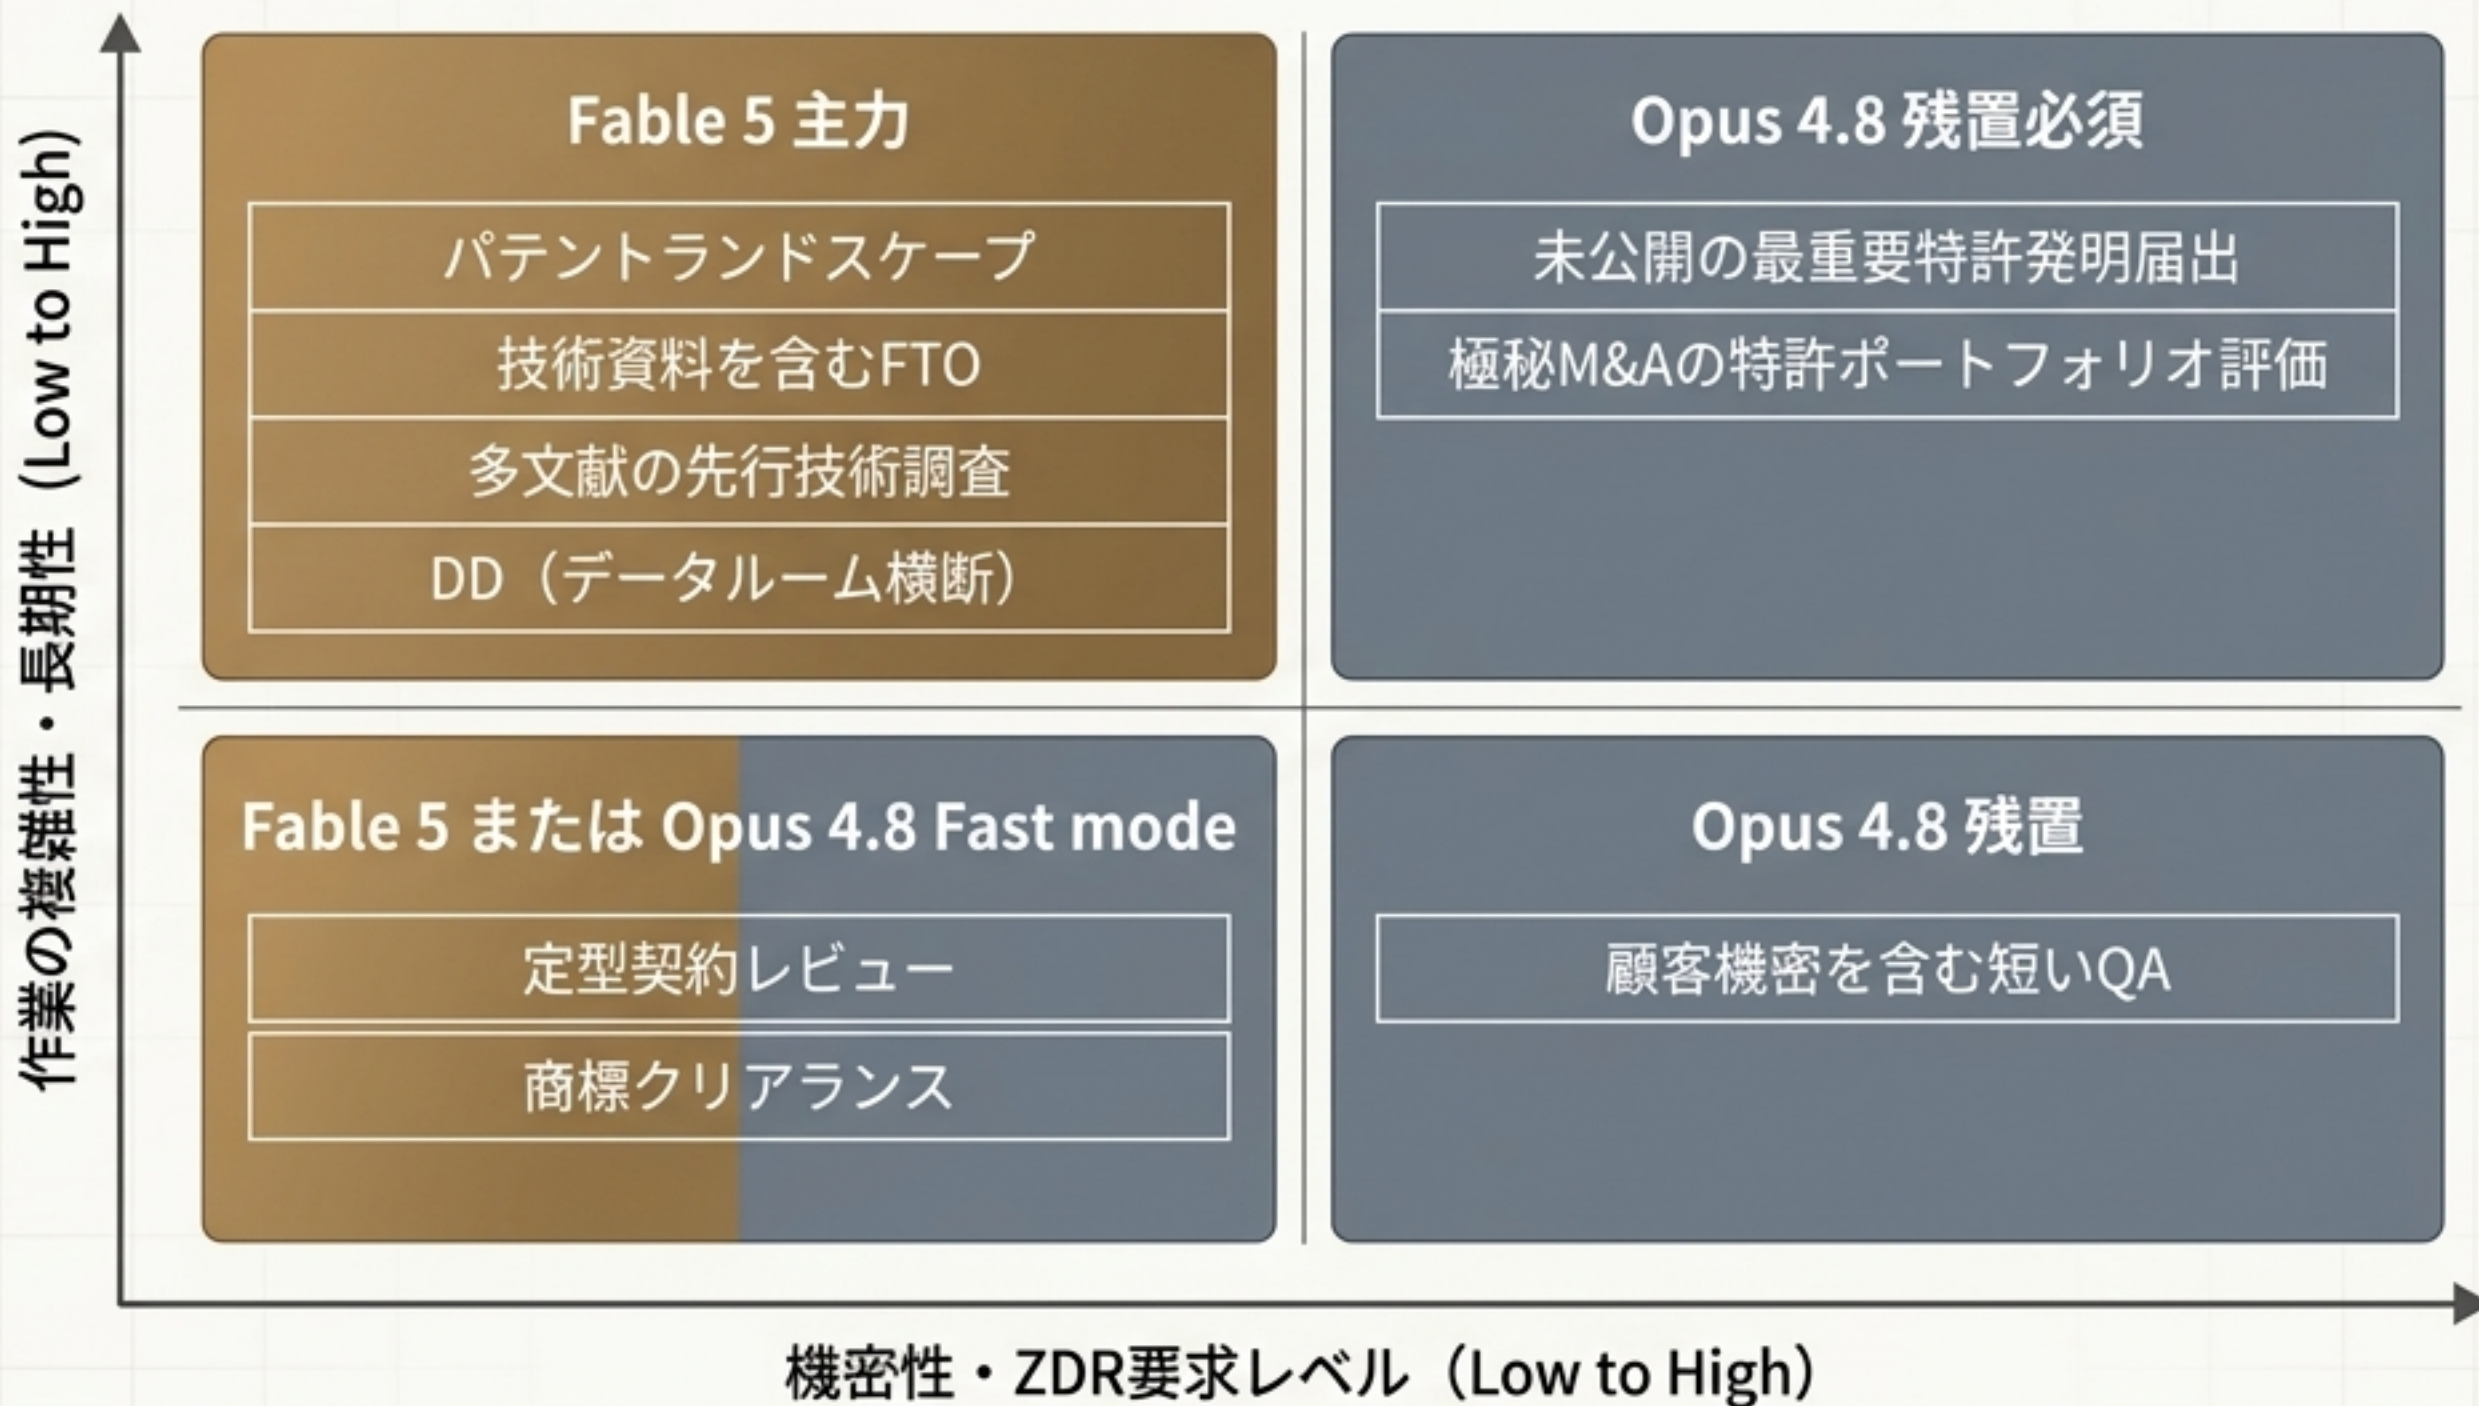 作業の複雑性・長期性 (Low to High)
Fable 5 主力
パテントランドスケープ
技術資料を含むFTO
多文献の先行技術調査
DD（データルーム横断）
Opus 4.8 残置必須
未公開の最重要特許発明届出
極秘M&Aの特許ポートフォリオ評価
Fable 5 または Opus 4.8 Fast mode
定型契約レビュー
商標クリアランス
Opus 4.8 残置
顧客機密を含む短いQA
機密性・ZDR要求レベル（Low to High）